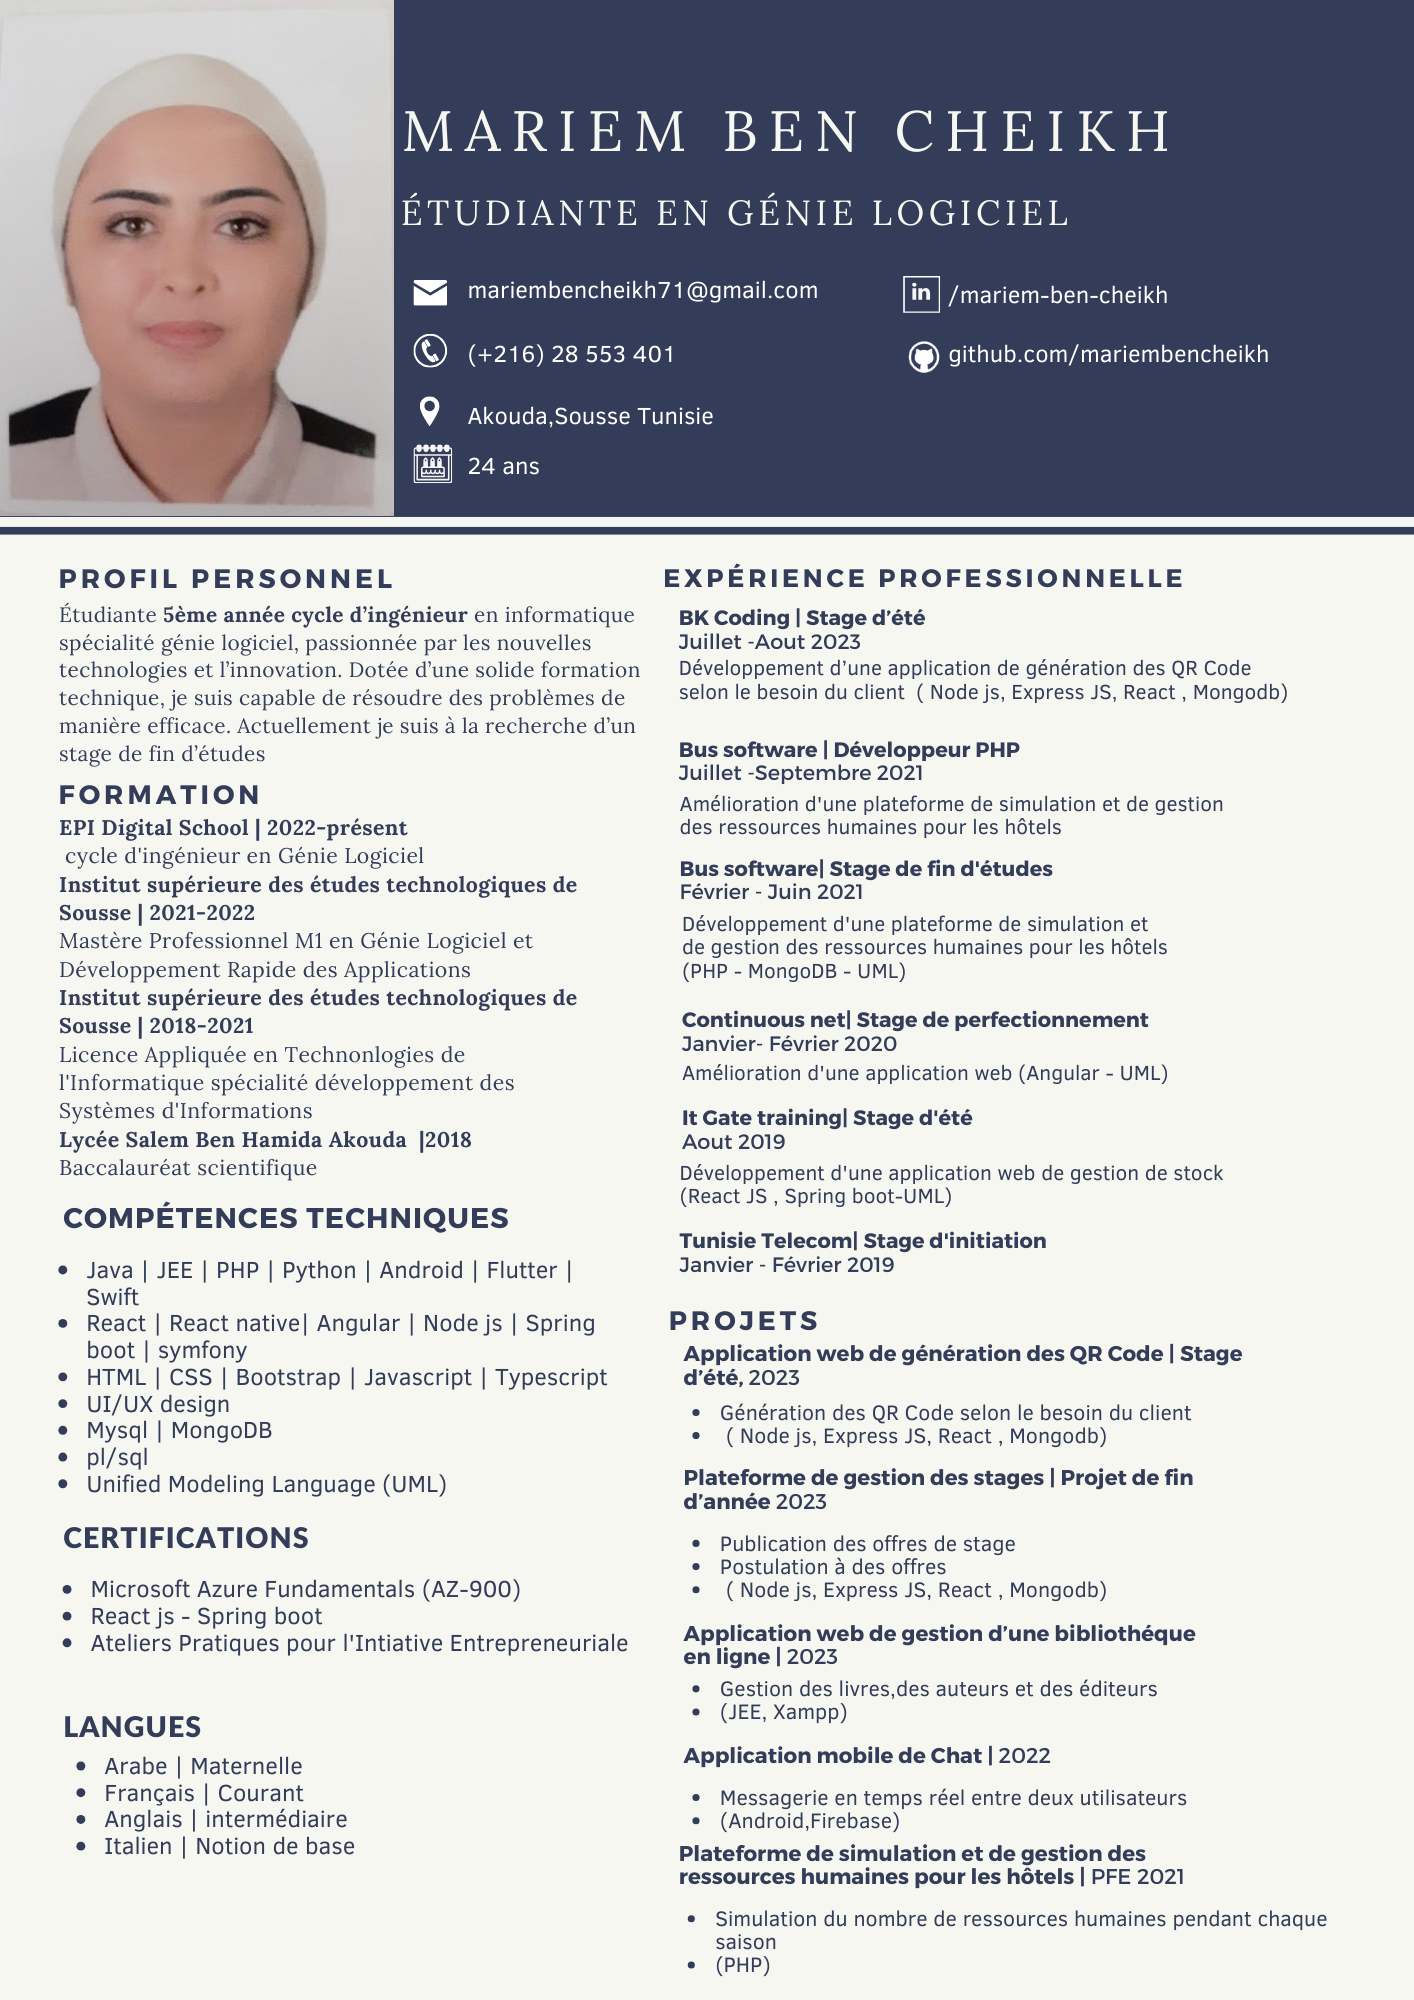 MARIEM BEN CHEIKH
ÉTUDIANTE EN GÉNIE LOGICIEL
mariembencheikh71@gmail.com
in /mariem-ben-cheikh
(+216) 28 553 401
github.com/mariembencheikh
Akouda,Sousse Tunisie
24 ans
PROFIL PERSONNEL
Étudiante 5ème année cycle d’ingénieur en informatique
spécialité génie logiciel, passionnée par les nouvelles
technologies et l’innovation. Dotée d’une solide formation
technique, je suis capable de résoudre des problèmes de
manière efficace. Actuellement je suis à la recherche d’un
stage de fin d’études
FORMATION
EPI Digital School | 2022-présent
cycle d'ingénieur en Génie Logiciel
Institut supérieure des études technologiques de
Sousse | 2021-2022
Mastère Professionnel M1 en Génie Logiciel et
Développement Rapide des Applications
Institut supérieure des études technologiques de
Sousse | 2018-2021
Licence Appliquée en Technonlogies de
l'Informatique spécialité développement des
Systèmes d'Informations
Lycée Salem Ben Hamida Akouda |2018
Baccalauréat scientifique
COMPÉTENCES TECHNIQUES
• Java | JEE | PHP | Python | Android | Flutter |
Swift
• React | React native| Angular | Node js | Spring
boot | symfony
• HTML | CSS | Bootstrap | Javascript | Typescript
• UI/UX design
• Mysql | MongoDB
• pl/sql
• Unified Modeling Language (UML)
CERTIFICATIONS
• Microsoft Azure Fundamentals (AZ-900)
• React js - Spring boot
• Ateliers Pratiques pour l'Intiative Entrepreneuriale
LANGUES
• Arabe | Maternelle
• Français | Courant
• Anglais | intermédiaire
• Italien | Notion de base
EXPÉRIENCE PROFESSIONNELLE
BK Coding | Stage d’été
Juillet -Aout 2023
Développement d’une application de génération des QR Code
selon le besoin du client ( Node js, Express JS, React , Mongodb)
Bus software | Développeur PHP
Juillet -Septembre 2021
Amélioration d'une plateforme de simulation et de gestion
des ressources humaines pour les hôtels
Bus software| Stage de fin d'études
Février - Juin 2021
Développement d'une plateforme de simulation et
de gestion des ressources humaines pour les hôtels
(PHP - MongoDB - UML)
Continuous net| Stage de perfectionnement
Janvier- Février 2020
Amélioration d'une application web (Angular - UML)
It Gate training| Stage d'été
Aout 2019
Développement d'une application web de gestion de stock
(React JS , Spring boot-UML)
Tunisie Telecom| Stage d'initiation
Janvier - Février 2019
PROJETS
Application web de génération des QR Code | Stage
d’été, 2023
• Génération des QR Code selon le besoin du client
• ( Node js, Express JS, React , Mongodb)
Plateforme de gestion des stages | Projet de fin
d’année 2023
• Publication des offres de stage
• Postulation à des offres
• ( Node js, Express JS, React , Mongodb)
Application web de gestion d’une bibliothéque
en ligne | 2023
• Gestion des livres,des auteurs et des éditeurs
• (JEE, Xampp)
Application mobile de Chat | 2022
• Messagerie en temps réel entre deux utilisateurs
• (Android,Firebase)
Plateforme de simulation et de gestion des
ressources humaines pour les hôtels | PFE 2021
• Simulation du nombre de ressources humaines pendant chaque
saison
• (PHP)